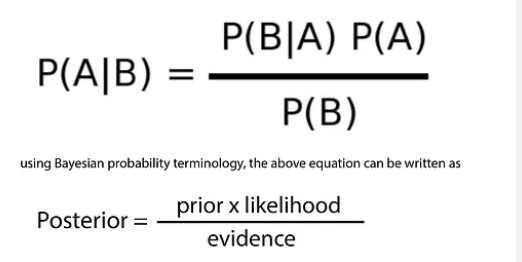 P(A|B) = P(B|A) P(A)
P(B)
using Bayesian probability terminology, the above equation can be written as
Posterior = prior x likelihood
evidence